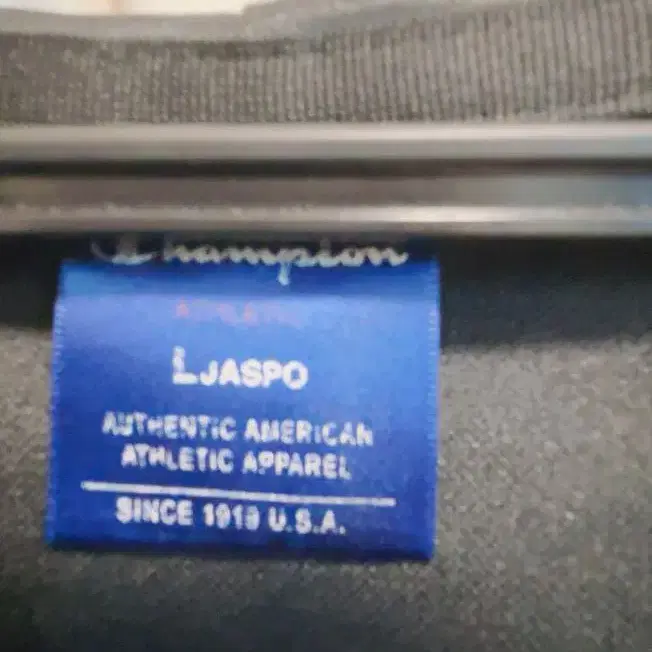 Champion
LJASPO
AUTHENTIC AMERICAN
ATHLETIC APPAREL
SINCE 1919 U.S.A.